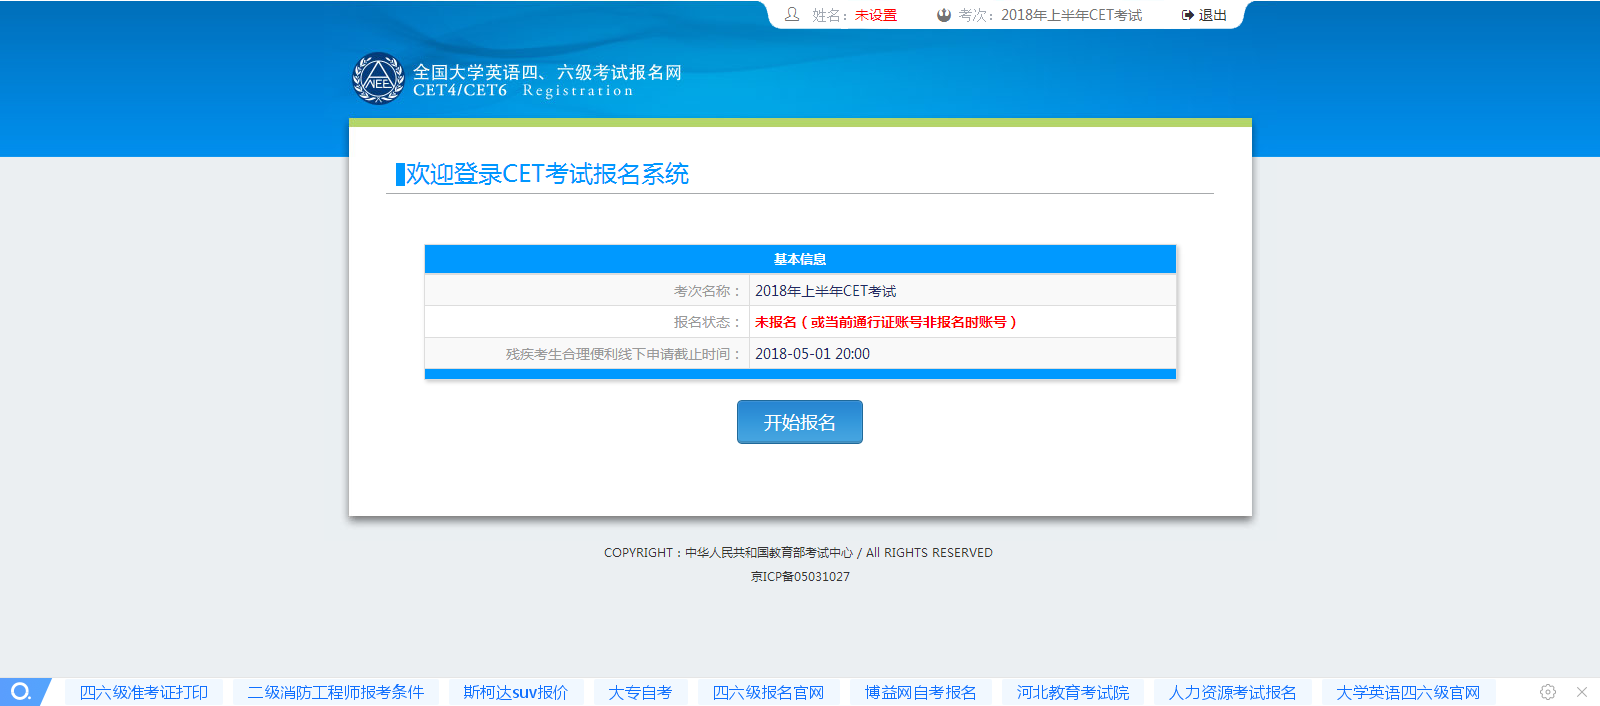 姓名：未设置 考次：2018年上半年CET考试 退出
NEE
全国大学英语四、六级考试报名网
CET4/CET6 Registration
欢迎登录CET考试报名系统
基本信息
考次名称： 2018年上半年CET考试
报名状态： 未报名（或当前通行证账号非报名时账号）
残疾考生合理便利线下申请截止时间： 2018-05-01 20:00
开始报名
COPYRIGHT：中华人民共和国教育部考试中心 / All RIGHTS RESERVED
京ICP备05031027
四六级准考证打印 二级消防工程师报考条件 斯柯达suv报价 大专自考 四六级报名官网 博益网自考报名 河北教育考试院 人力资源考试报名 大学英语四六级官网